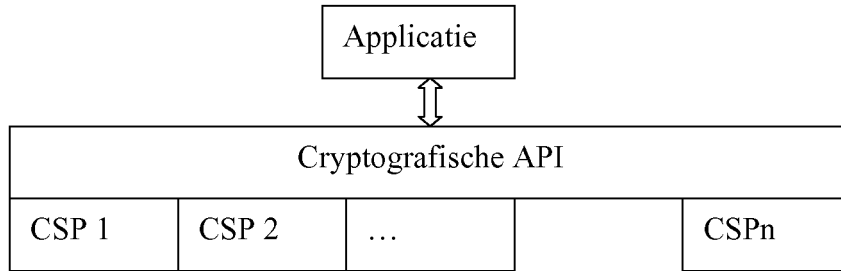 Applicatie
Cryptografische API
CSP 1 CSP 2 … CSPn